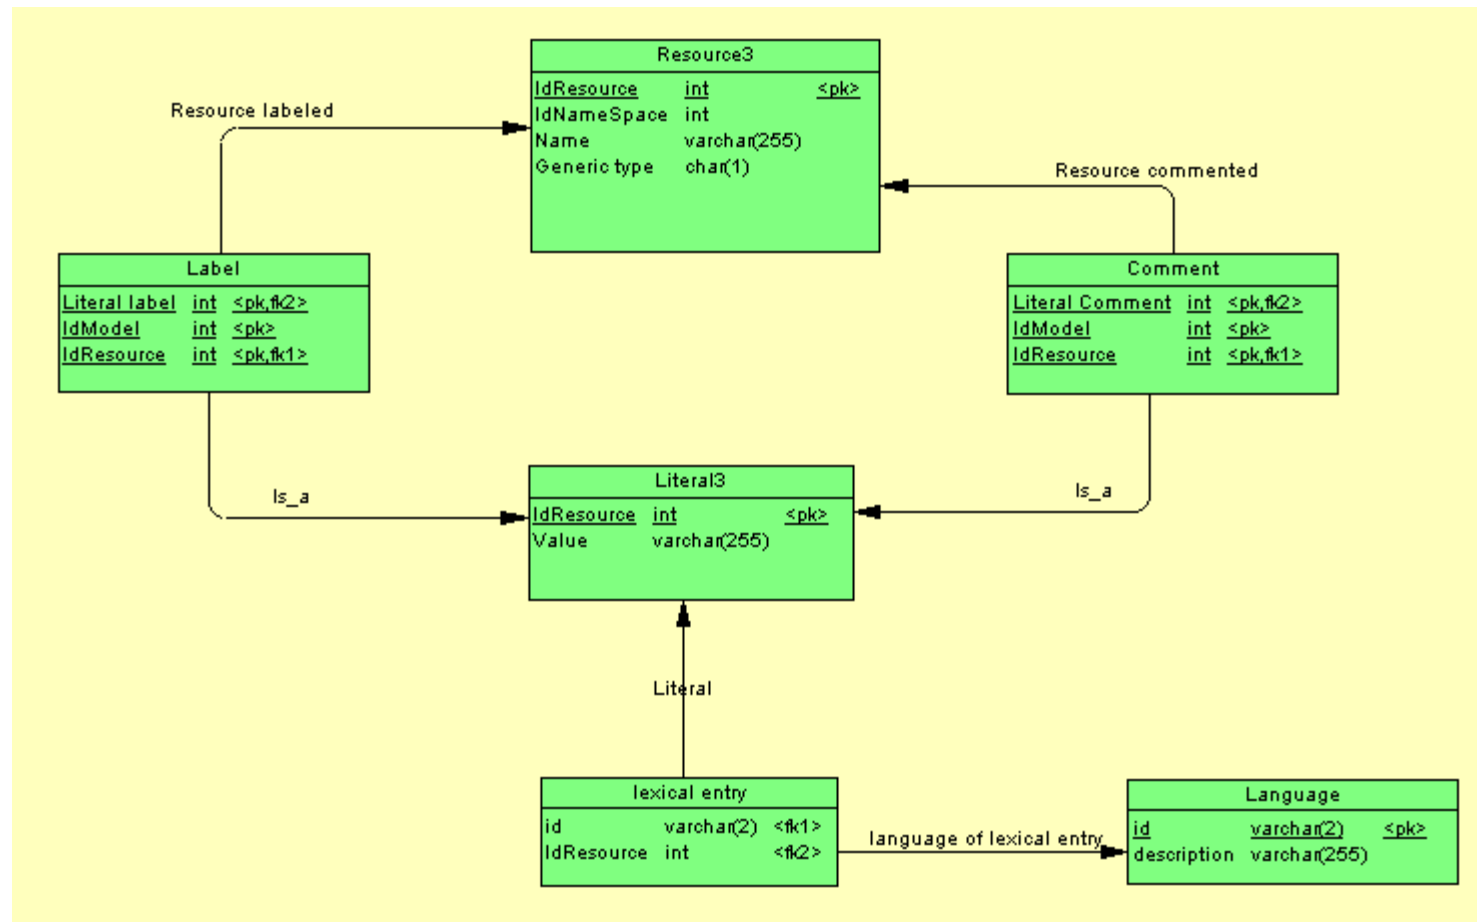 Resource3
IdResource int <pk>
IdNameSpace int
Name varchar(255)
Generic type char(1)
Resource labeled
Resource commented
Label
Literal label int <pk,fk2>
IdModel int <pk>
IdResource int <pk,fk1>
Comment
Literal Comment int <pk,fk2>
IdModel int <pk>
IdResource int <pk,fk1>
Is_a
Is_a
Literal3
IdResource int <pk>
Value varchar(255)
Literal
lexical entry
id varchar(2) <fk1>
IdResource int <fk2>
language of lexical entry
Language
id varchar(2) <pk>
description varchar(255)